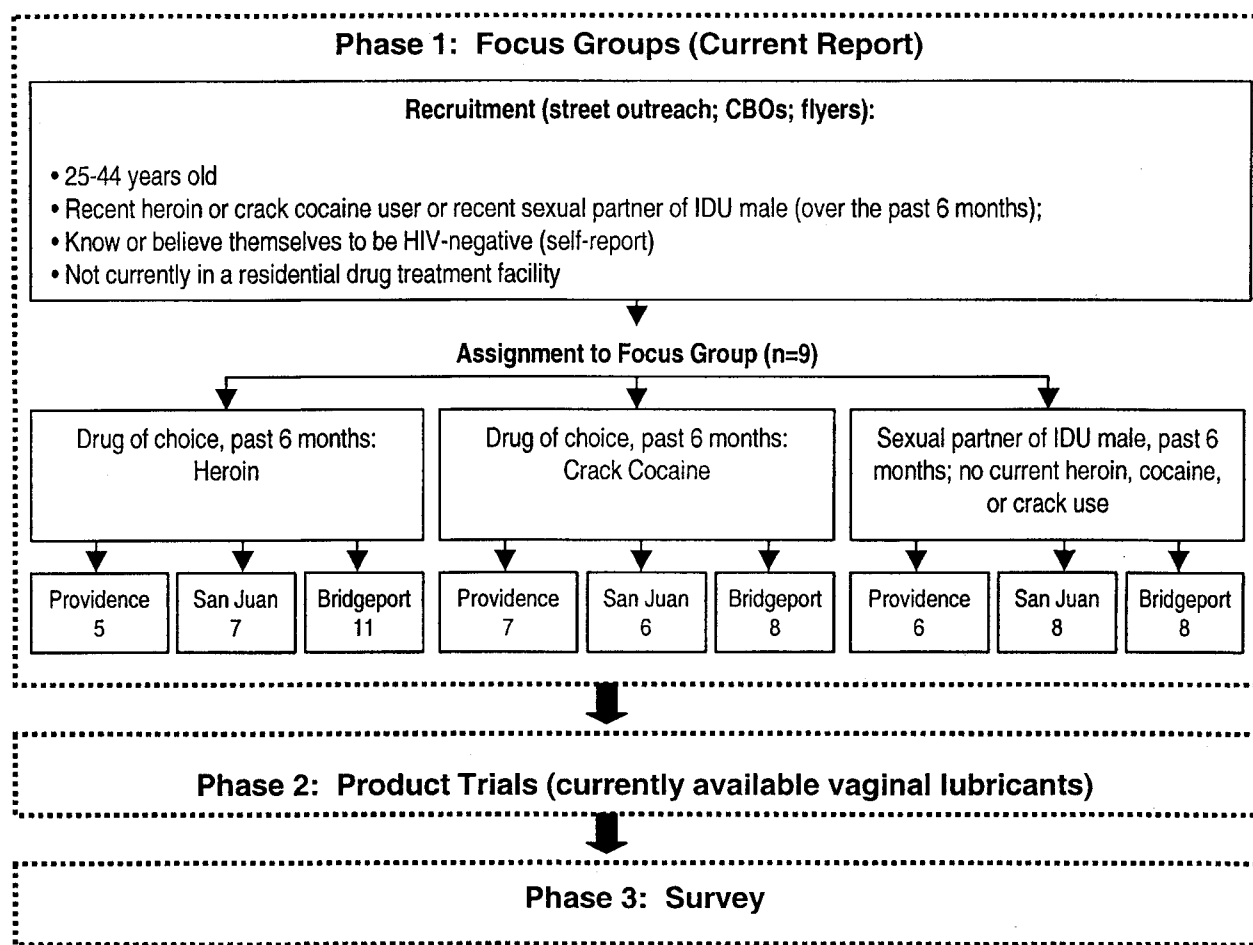 Phase 1: Focus Groups (Current Report)
Recruitment (street outreach; CBOs; flyers):
• 25-44 years old
• Recent heroin or crack cocaine user or recent sexual partner of IDU male (over the past 6 months);
• Know or believe themselves to be HIV-negative (self-report)
• Not currently in a residential drug treatment facility
Assignment to Focus Group (n=9)
Drug of choice, past 6 months:
Heroin
Drug of choice, past 6 months:
Crack Cocaine
Sexual partner of IDU male, past 6
months; no current heroin, cocaine,
or crack use
Providence
5
San Juan
7
Bridgeport
11
Providence
7
San Juan
6
Bridgeport
8
Providence
6
San Juan
8
Bridgeport
8
Phase 2: Product Trials (currently available vaginal lubricants)
Phase 3: Survey